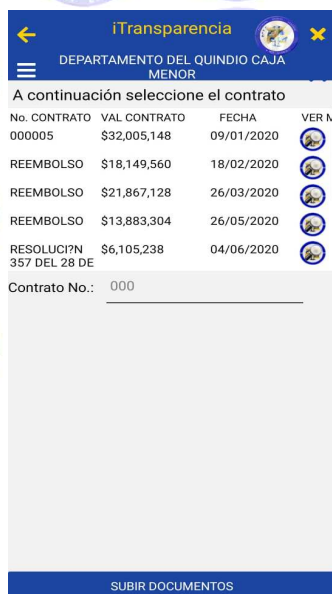 iTransparencia
DEPARTAMENTO DEL QUINDIO CAJA
MENOR
A continuación seleccione el contrato
No. CONTRATO VAL CONTRATO FECHA VER M
000005 $32,005,148 09/01/2020
REEMBOLSO $18,149,560 18/02/2020
REEMBOLSO $21,867,128 26/03/2020
REEMBOLSO $13,883,304 26/05/2020
RESOLUCI?N $6,105,238 04/06/2020
357 DEL 28 DE
Contrato No.: 000
SUBIR DOCUMENTOS